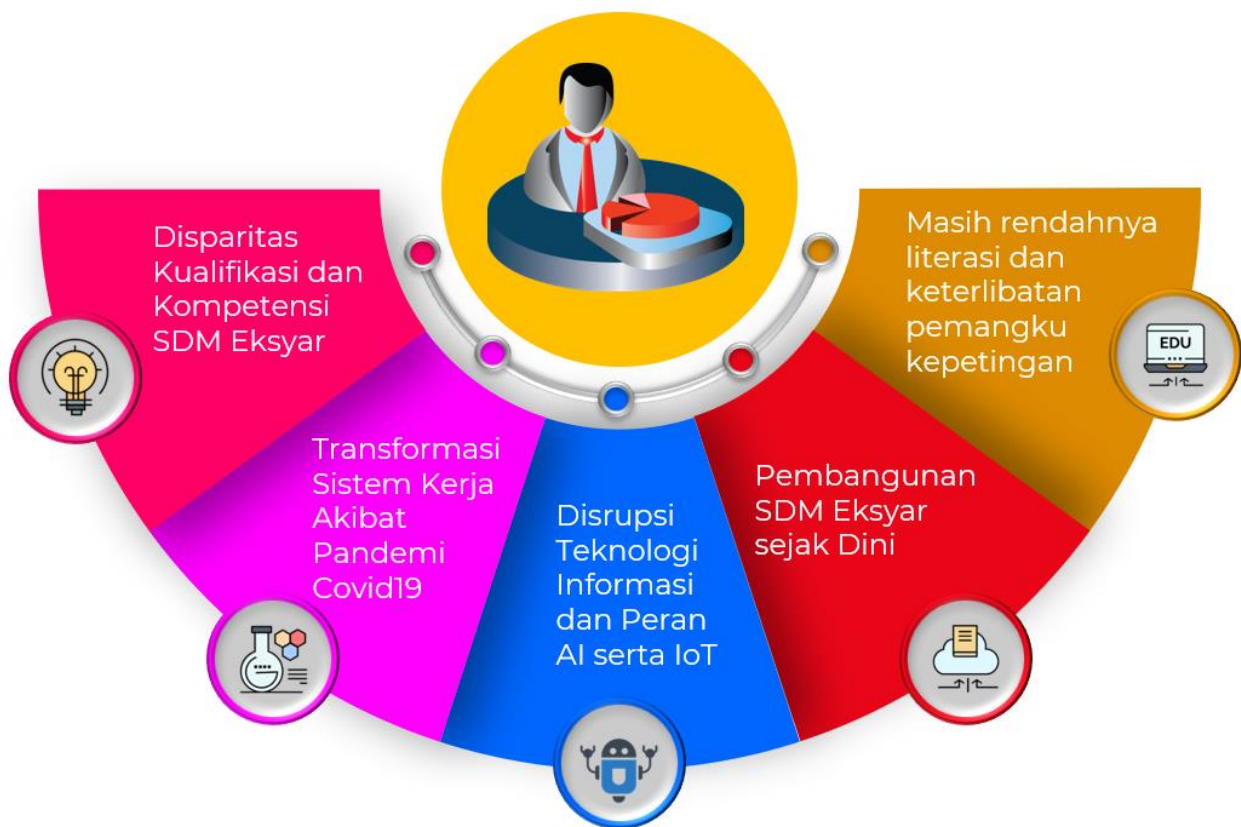 Disparitas
Kualifikasi dan
Kompetensi
SDM Eksyar
Transformasi
Sistem Kerja
Akibat
Pandemi
Covid19
Disrupsi
Teknologi
Informasi
dan Peran
AI serta IoT
Pembangunan
SDM Eksyar
sejak Dini
Masih rendahnya
literasi dan
keterlibatan
pemangku
kepetingan
EDU